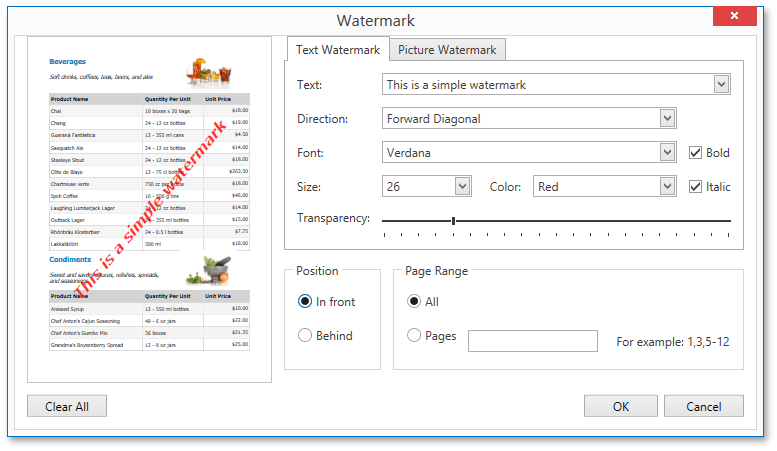 Watermark
Beverages
Soft drinks, coffees, teas, beers, and ales
Product Name Quantity Per Unit Unit Price
Chai 10 boxes x 20 bags $18.00
Chang 24 - 12 oz bottles $19.00
Guaraná Fantástica 12 - 355 ml cans $4.50
Sasquatch Ale 24 - 12 oz bottles $14.00
Steeleye Stout 24 - 12 oz bottles $18.00
Côte de Blaye 12 - 75 cl bottles $263.50
Chartreuse verte 750 cc per bottle $18.00
Ipoh Coffee 16 - 500 g tins $46.00
Laughing Lumberjack Lager 24 - 12 oz bottles $14.00
Outback Lager 24 - 355 ml bottles $15.00
Rhönbräu Klosterbier 24 - 0.5 l bottles $7.75
Lakkalikööri 500 ml $18.00
Condiments
Sweet and savory sauces, relishes, spreads,
and seasonings
Product Name Quantity Per Unit Unit Price
Aniseed Syrup 12 - 550 ml bottles $10.00
Chef Anton's Cajun Seasoning 48 - 6 oz jars $22.00
Chef Anton's Gumbo Mix 36 boxes $21.35
Grandma's Boysenberry Spread 12 - 8 oz jars $25.00
This is a simple watermark
Text Watermark Picture Watermark
Text: This is a simple watermark
Direction: Forward Diagonal
Font: Verdana Bold
Size: 26 Color: Red Italic
Transparency:
Position
In front
Behind
Page Range
All
Pages For example: 1,3,5-12
Clear All OK Cancel